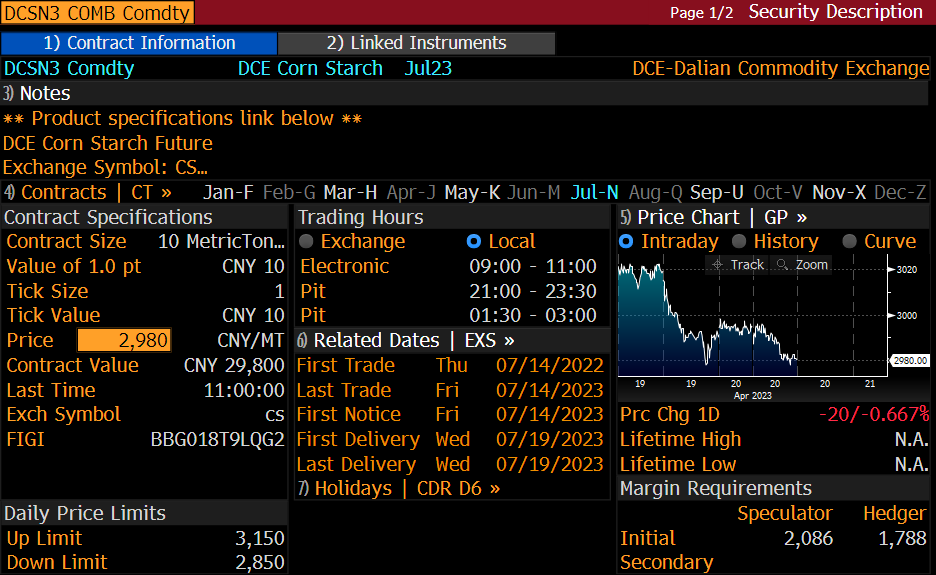 DCSN3 COMB Comdty Page 1/2 Security Description
1) Contract Information 2) Linked Instruments
DCSN3 Comdty DCE Corn Starch Jul23 DCE-Dalian Commodity Exchange
3) Notes
** Product specifications link below **
DCE Corn Starch Future
Exchange Symbol: CS...
4) Contracts | CT » Jan-F Feb-G Mar-H Apr-J May-K Jun-M Jul-N Aug-Q Sep-U Oct-V Nov-X Dec-Z
Contract Specifications
Contract Size 10 MetricTon...
Value of 1.0 pt CNY 10
Tick Size 1
Tick Value CNY 10
Price 2,980 CNY/MT
Contract Value CNY 29,800
Last Time 11:00:00
Exch Symbol cs
FIGI BBG018T9LQG2
Daily Price Limits
Up Limit 3,150
Down Limit 2,850
Trading Hours
Exchange Local
Electronic 09:00 - 11:00
Pit 21:00 - 23:30
Pit 01:30 - 03:00
6) Related Dates | EXS »
First Trade Thu 07/14/2022
Last Trade Fri 07/14/2023
First Notice Fri 07/14/2023
First Delivery Wed 07/19/2023
Last Delivery Wed 07/19/2023
7) Holidays | CDR D6 »
5) Price Chart | GP »
Intraday History Curve
Track Zoom
3020
3000
2980.00
19 19 20 20 20 21
Apr 2023
Prc Chg 1D -20/-0.667%
Lifetime High N.A.
Lifetime Low N.A.
Margin Requirements
Speculator Hedger
Initial 2,086 1,788
Secondary